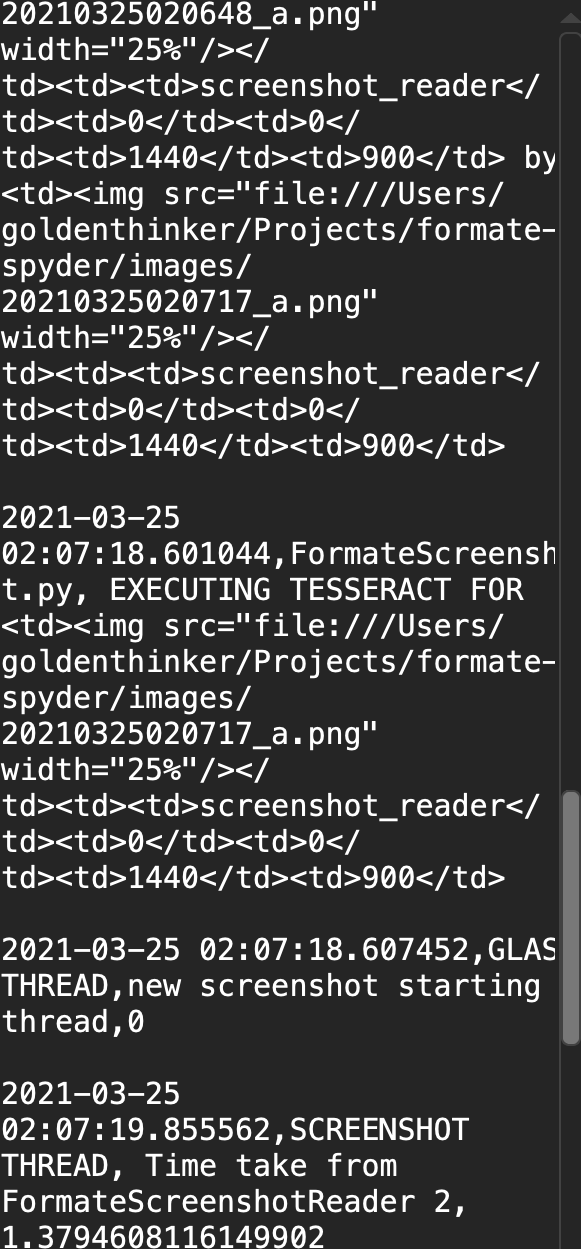 20210325020648_a.png"
width="25%"/></
td><td><td>screenshot_reader</
td><td>0</td><td>0</
td><td>1440</td><td>900</td> by
<td><img src="file:///Users/
goldenthinker/Projects/formate-
spyder/images/
20210325020717_a.png"
width="25%"/></
td><td><td>screenshot_reader</
td><td>0</td><td>0</
td><td>1440</td><td>900</td>
2021-03-25
02:07:18.601044,FormateScreensh
t.py, EXECUTING TESSERACT FOR
<td><img src="file:///Users/
goldenthinker/Projects/formate-
spyder/images/
20210325020717_a.png"
width="25%"/></
td><td><td>screenshot_reader</
td><td>0</td><td>0</
td><td>1440</td><td>900</td>
2021-03-25 02:07:18.607452,GLAS
THREAD,new screenshot starting
thread,0
2021-03-25
02:07:19.855562,SCREENSHOT
THREAD, Time take from
FormateScreenshotReader 2,
1.3794608116149902